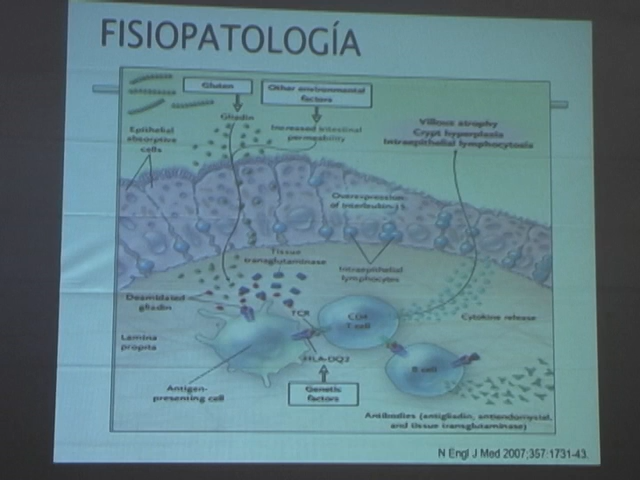 FISIOPATOLOGÍA
Gluten
Other environmental
factors
Gliadin
Increased intestinal
permeability
Villous atrophy
Crypt hyperplasia
Intraepithelial lymphocytosis
Epithelial
absorptive
cells
Overexpression
of interleukin-15
Tissue
transglutaminase
Intraepithelial
lymphocytes
Deamidated
gliadin
TCR
CD4
T cell
Cytokine release
Lamina
propria
HLA-DQ2
B cell
Antigen-
presenting cell
Genetic
factors
Antibodies (antigliadin, antiendomysial,
and tissue transglutaminase)
N Engl J Med 2007;357:1731-43.